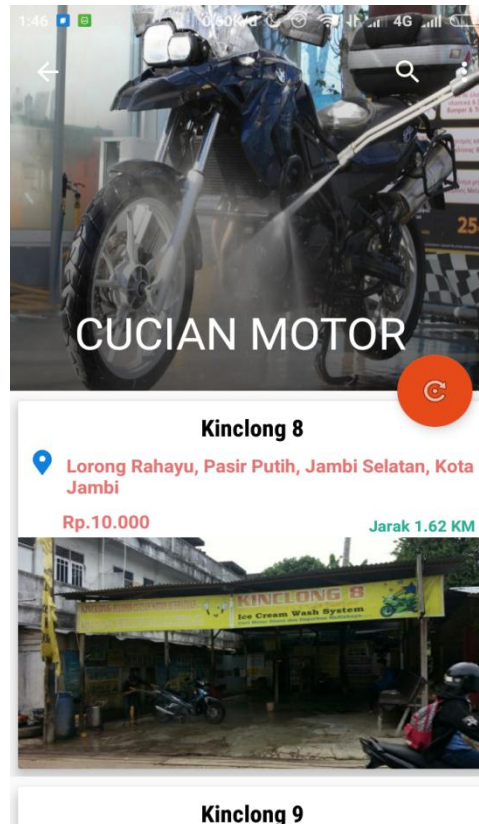 1:46
4G
CUCIAN MOTOR
Kinclong 8
Lorong Rahayu, Pasir Putih, Jambi Selatan, Kota
Jambi
Rp.10.000
Jarak 1.62 KM
KINCLONG 8
Ice Cream Wash System
Kinclong 9